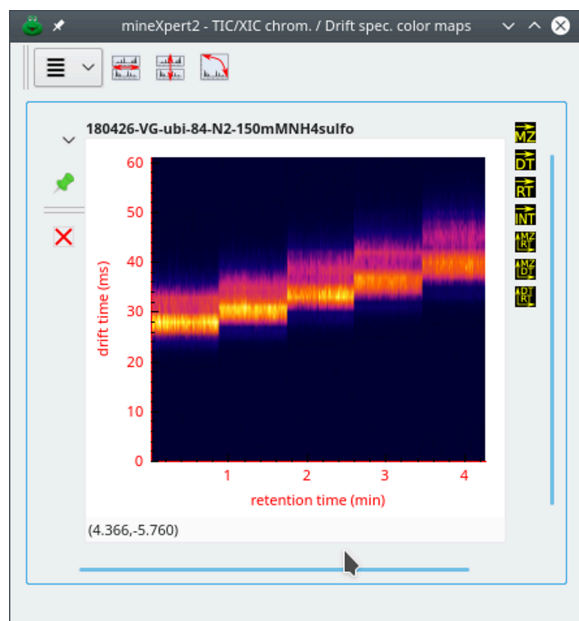 mineXpert2 - TIC/XIC chrom. / Drift spec. color maps
180426-VG-ubi-84-N2-150mMNH4sulfo
MZ
DT
RT
INT
MZ
RT
MZ
DT
DT
RT
60
50
40
30
20
10
0
drift time (ms)
1 2 3 4
retention time (min)
(4.366,-5.760)